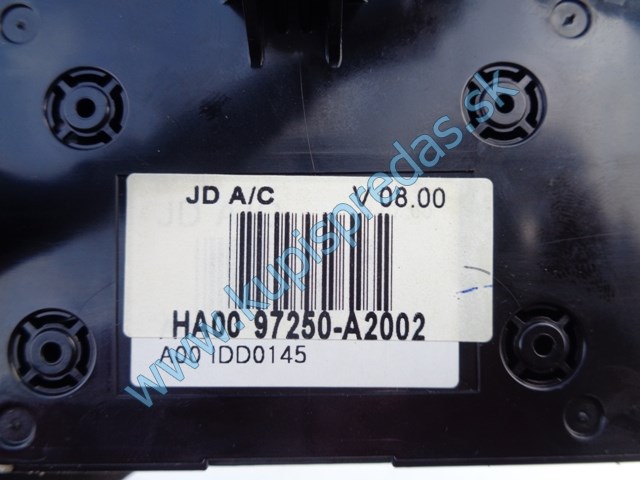 JD A/C V 08.00
HA00 97250-A2002
A00 IDD0145
www.kupispredas.sk